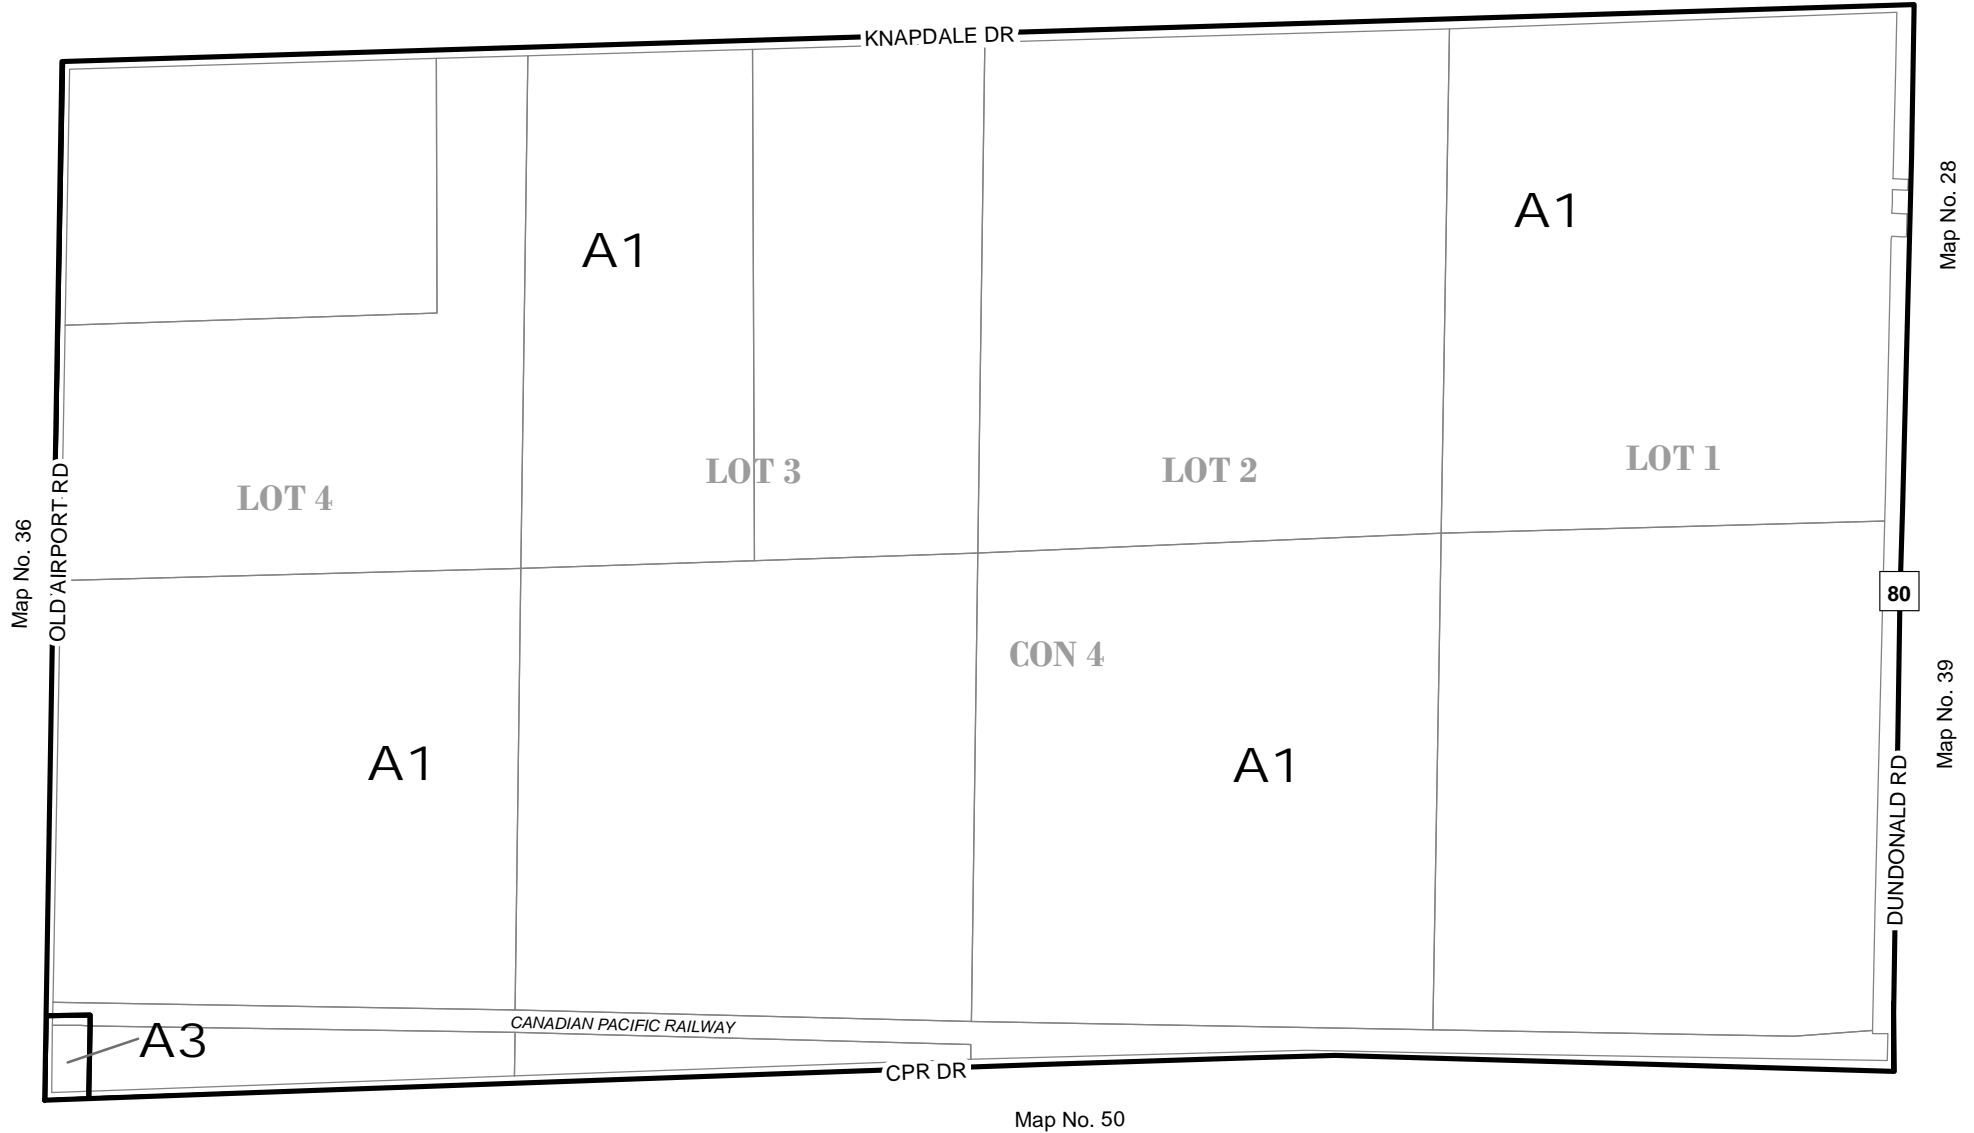 KNAPDALE DR
Map No. 28
A1
A1
LOT 4
LOT 3
LOT 2
LOT 1
Map No. 36
OLD AIRPORT RD
80
CON 4
Map No. 39
A1
A1
DUNDONALD RD
CANADIAN PACIFIC RAILWAY
A3
CPR DR
Map No. 50